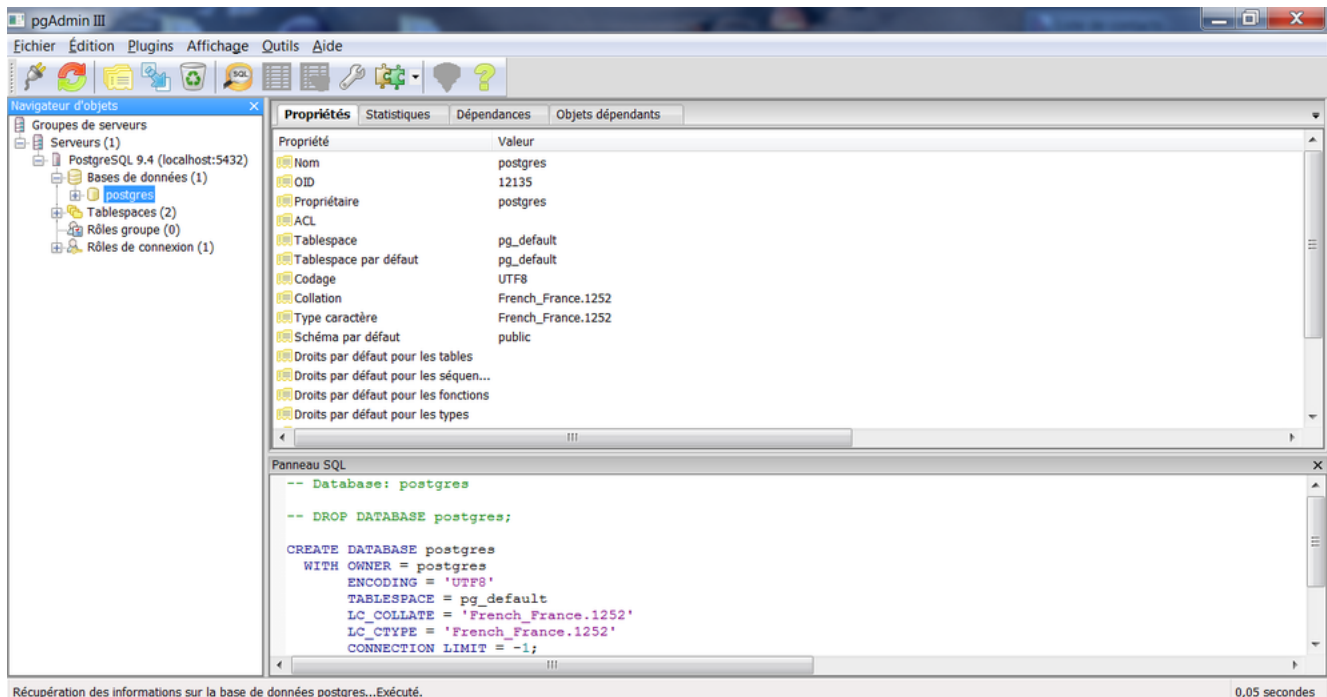 pgAdmin III
Fichier Édition Plugins Affichage Outils Aide
SQL
Navigateur d'objets
Groupes de serveurs
Serveurs (1)
PostgreSQL 9.4 (localhost:5432)
Bases de données (1)
postgres
Tablespaces (2)
Rôles groupe (0)
Rôles de connexion (1)
Propriétés Statistiques Dépendances Objets dépendants
Propriété Valeur
Nom postgres
OID 12135
Propriétaire postgres
ACL
Tablespace pg_default
Tablespace par défaut pg_default
Codage UTF8
Collation French_France.1252
Type caractère French_France.1252
Schéma par défaut public
Droits par défaut pour les tables
Droits par défaut pour les séquen...
Droits par défaut pour les fonctions
Droits par défaut pour les types
Panneau SQL
-- Database: postgres
-- DROP DATABASE postgres;
CREATE DATABASE postgres
WITH OWNER = postgres
ENCODING = 'UTF8'
TABLESPACE = pg_default
LC_COLLATE = 'French_France.1252'
LC_CTYPE = 'French_France.1252'
CONNECTION LIMIT = -1;
Récupération des informations sur la base de données postgres...Exécuté. 0,05 secondes